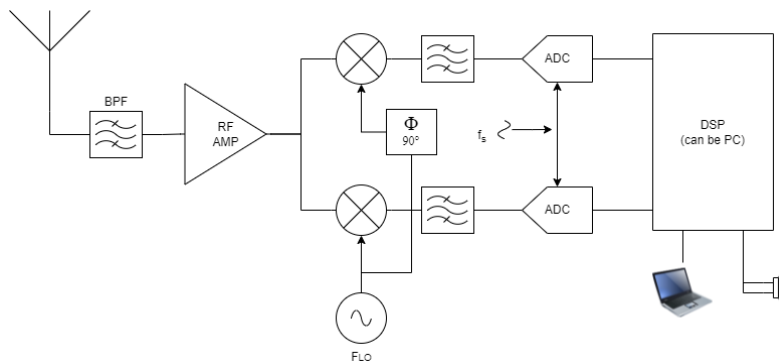 BPF
RF
AMP
Φ
90°
ADC
fs
ADC
DSP
(can be PC)
FLO